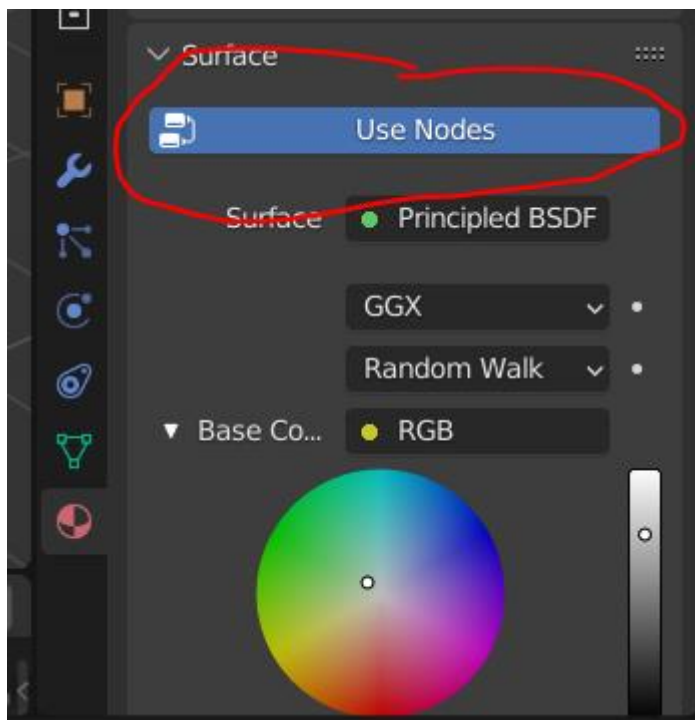 Surface
Use Nodes
Surface Principled BSDF
GGX
Random Walk
Base Co... RGB